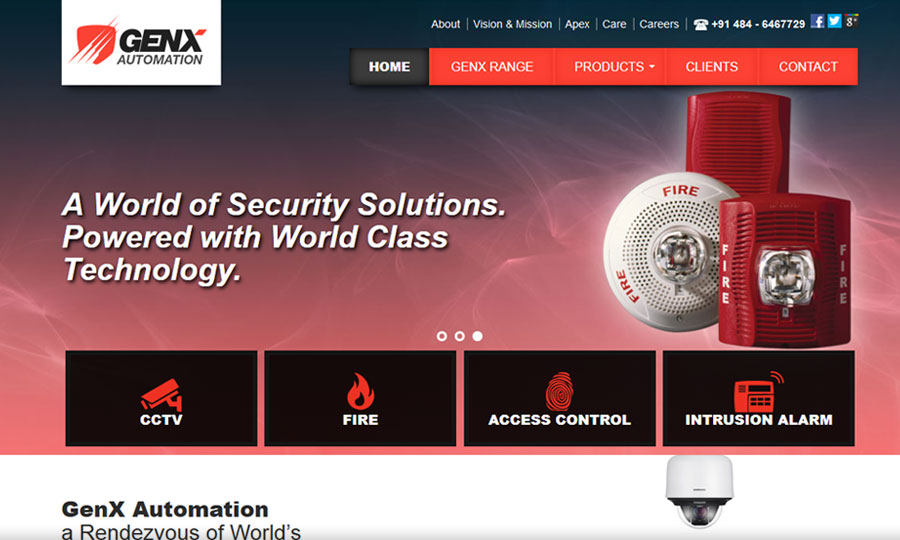 GENX
AUTOMATION
About | Vision & Mission | Apex | Care | Careers +91 484 - 6467729
HOME GENX RANGE PRODUCTS CLIENTS CONTACT
A World of Security Solutions.
Powered with World Class
Technology.
FIRE
FIRE
FIRE
FIRE
CCTV
FIRE
ACCESS CONTROL
INTRUSION ALARM
GenX Automation
a Rendezvous of World's